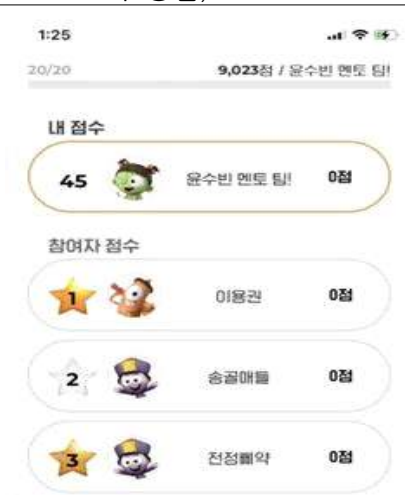 1:25
20/20 9,023점 / 윤수빈 멘토 팀!
내 점수
45 윤수빈 멘토 팀! 0점
참여자 점수
1 이용권 0점
2 송골매들 0점
3 전정삐약 0점